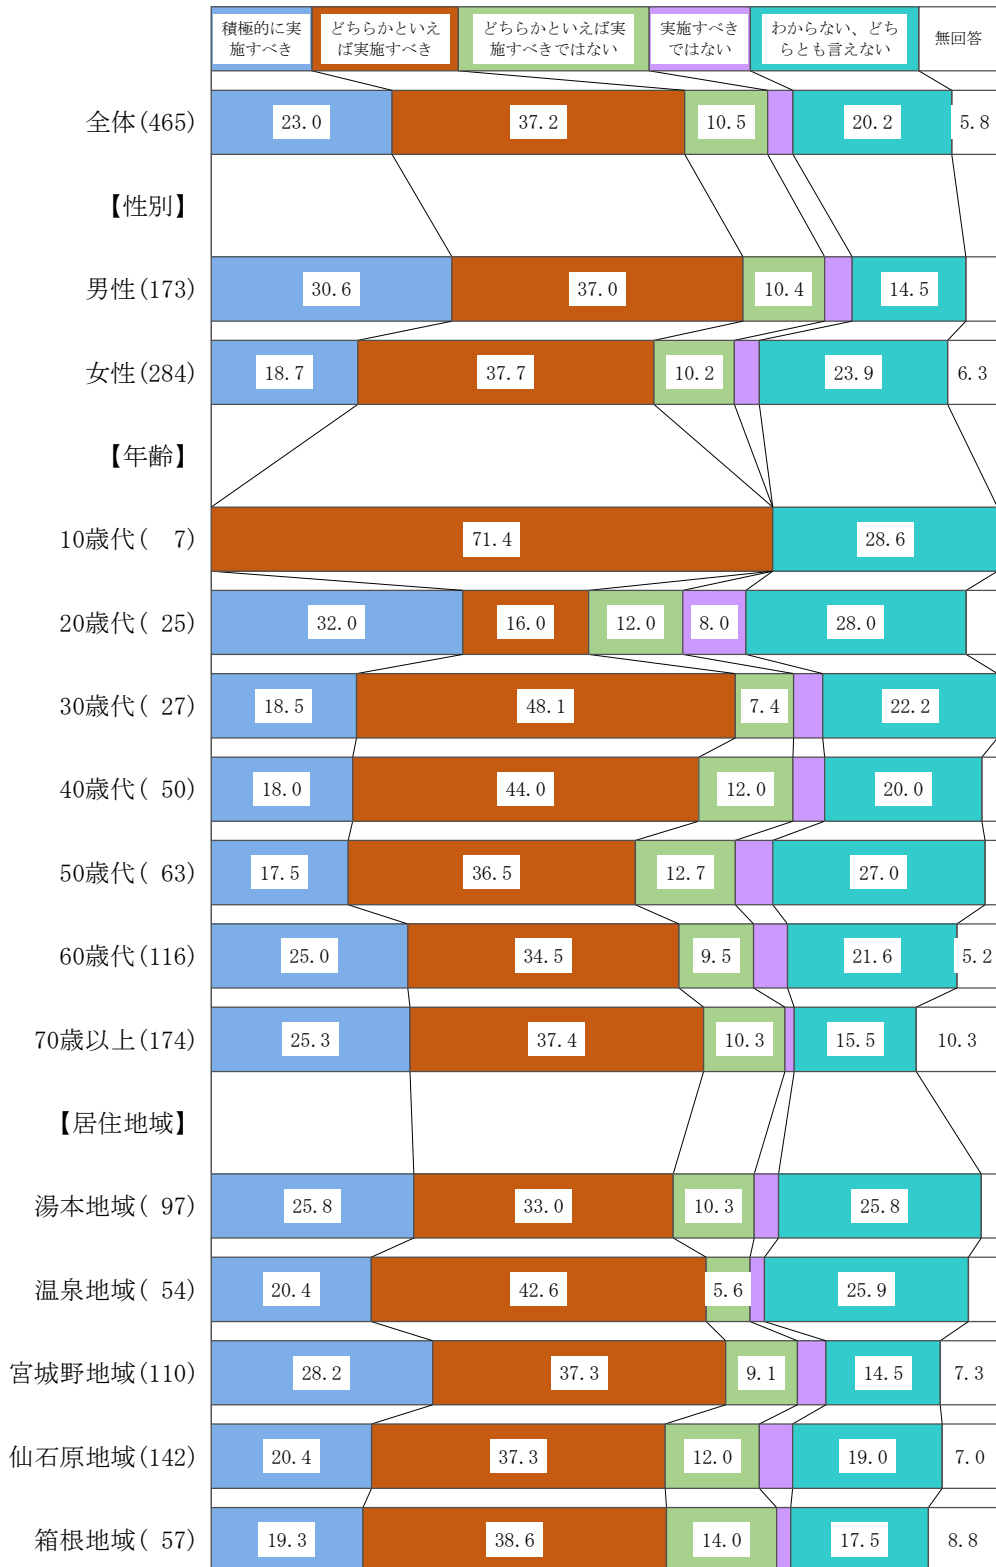 積極的に実
施すべき
どちらかといえ
ば実施すべき
どちらかといえば実
施すべきではない
実施すべき
ではない
わからない、どち
らとも言えない
無回答
全体(465) 23.0 37.2 10.5 20.2 5.8
【性別】
男性(173) 30.6 37.0 10.4 14.5
女性(284) 18.7 37.7 10.2 23.9 6.3
【年齢】
10歳代(　7) 71.4 28.6
20歳代( 25) 32.0 16.0 12.0 8.0 28.0
30歳代( 27) 18.5 48.1 7.4 22.2
40歳代( 50) 18.0 44.0 12.0 20.0
50歳代( 63) 17.5 36.5 12.7 27.0
60歳代(116) 25.0 34.5 9.5 21.6 5.2
70歳以上(174) 25.3 37.4 10.3 15.5 10.3
【居住地域】
湯本地域( 97) 25.8 33.0 10.3 25.8
温泉地域( 54) 20.4 42.6 5.6 25.9
宮城野地域(110) 28.2 37.3 9.1 14.5 7.3
仙石原地域(142) 20.4 37.3 12.0 19.0 7.0
箱根地域( 57) 19.3 38.6 14.0 17.5 8.8